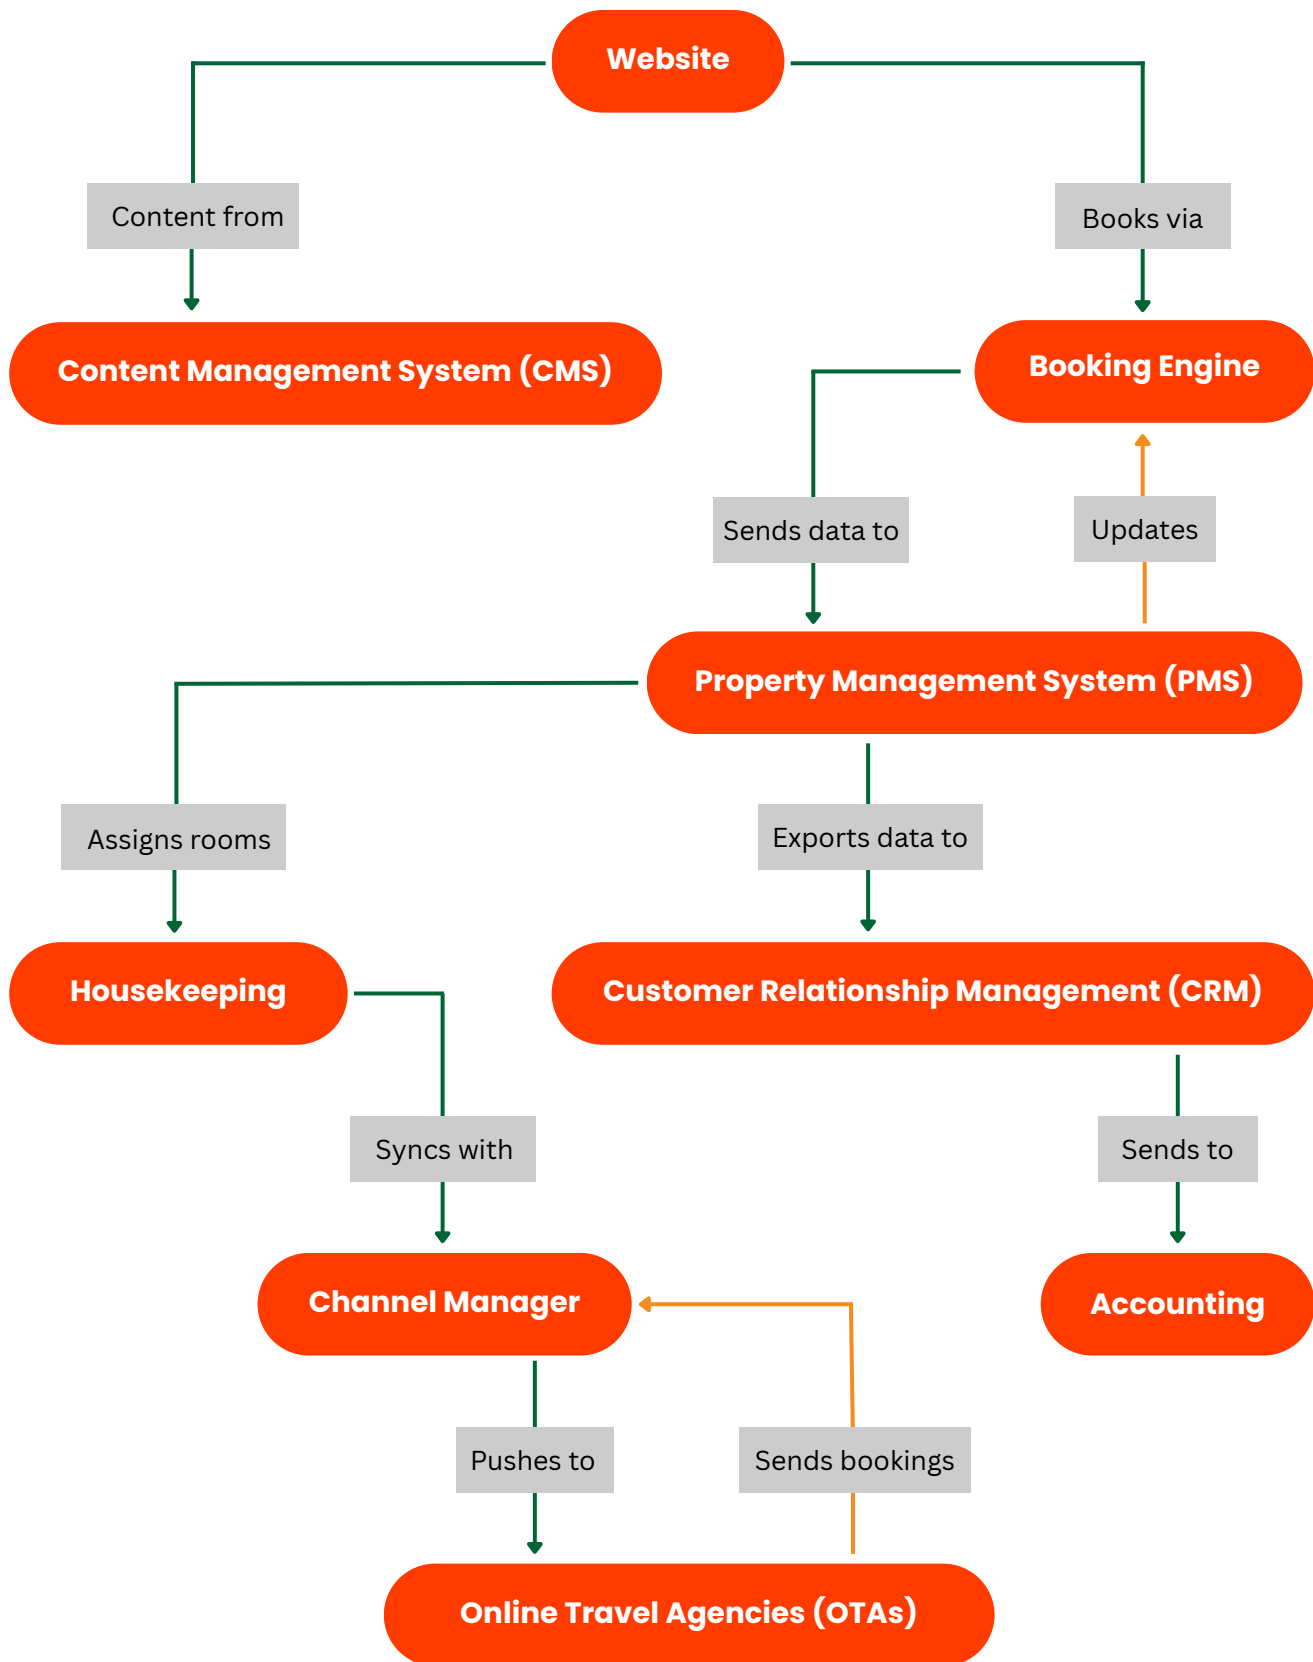 Website
Content from
Books via
Content Management System (CMS)
Booking Engine
Sends data to
Updates
Property Management System (PMS)
Assigns rooms
Exports data to
Housekeeping
Customer Relationship Management (CRM)
Syncs with
Sends to
Channel Manager
Accounting
Pushes to
Sends bookings
Online Travel Agencies (OTAs)